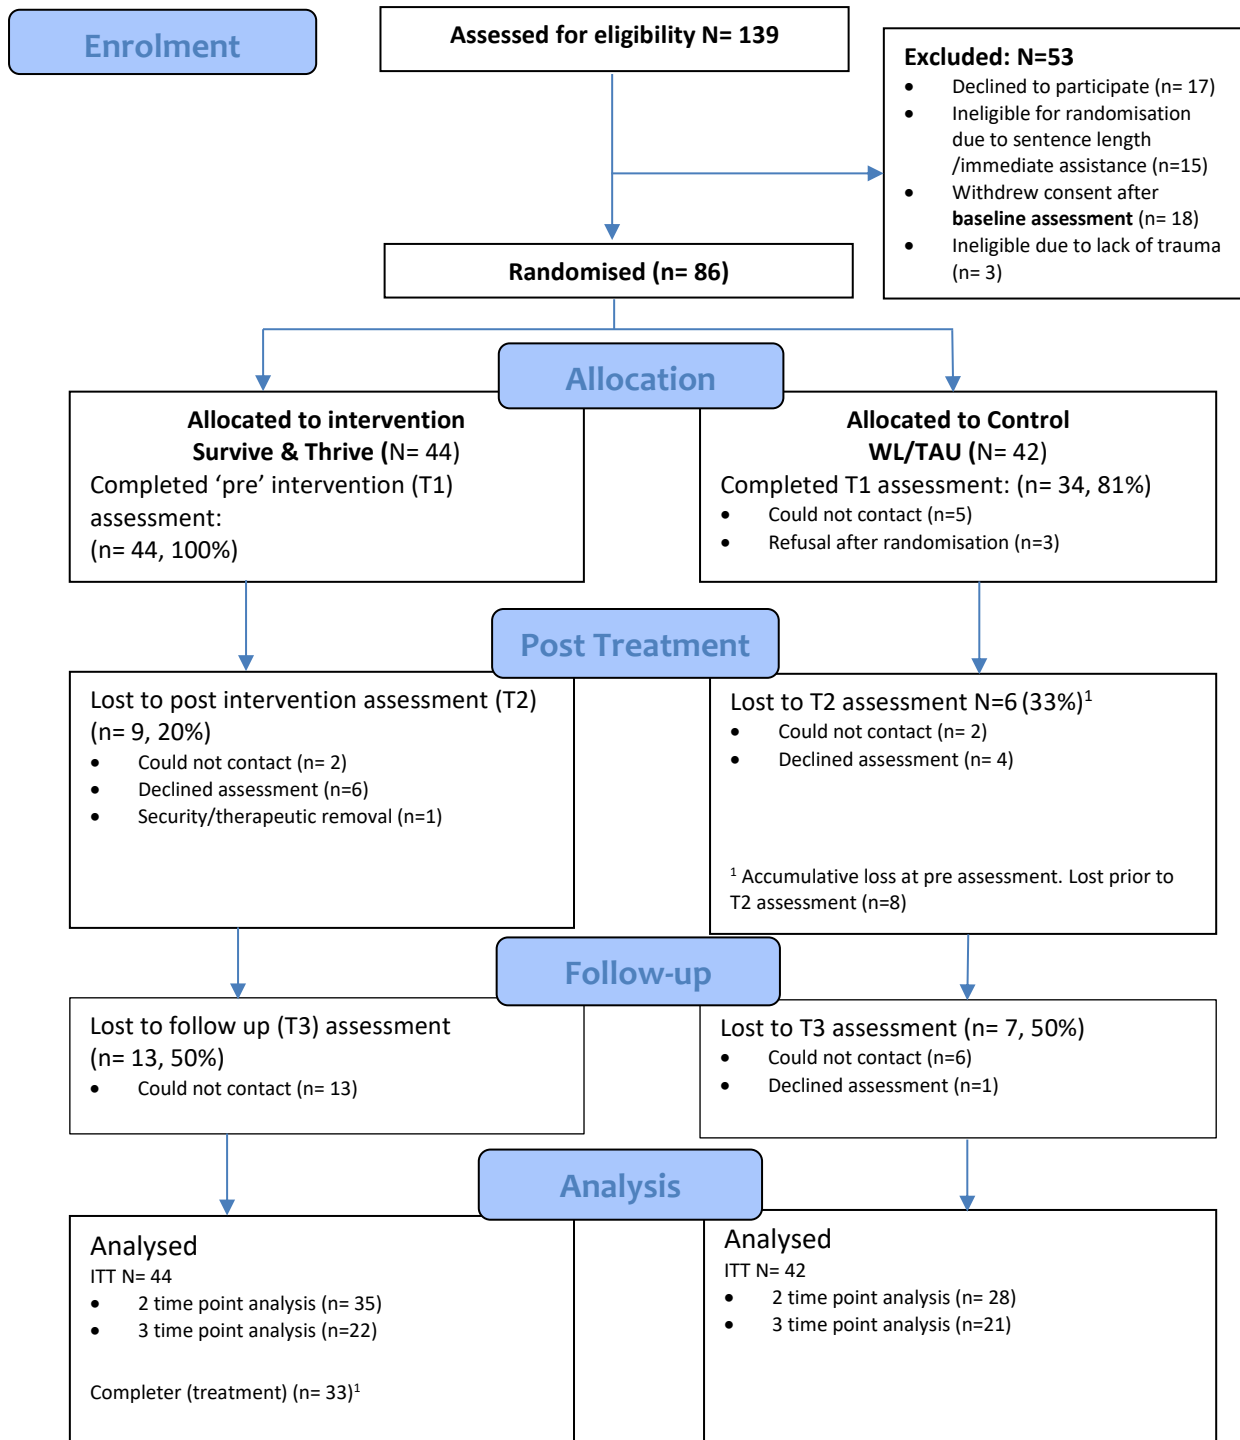 Enrolment
Assessed for eligibility N= 139
Excluded: N=53
• Declined to participate (n= 17)
• Ineligible for randomisation
due to sentence length
/immediate assistance (n=15)
• Withdrew consent after
baseline assessment (n= 18)
• Ineligible due to lack of trauma
(n= 3)
Randomised (n= 86)
Allocation
Allocated to intervention
Survive & Thrive (N= 44)
Completed ‘pre’ intervention (T1)
assessment:
(n= 44, 100%)
Allocated to Control
WL/TAU (N= 42)
Completed T1 assessment: (n= 34, 81%)
• Could not contact (n=5)
• Refusal after randomisation (n=3)
Post Treatment
Lost to post intervention assessment (T2)
(n= 9, 20%)
• Could not contact (n= 2)
• Declined assessment (n=6)
• Security/therapeutic removal (n=1)
Lost to T2 assessment N=6 (33%)¹
• Could not contact (n= 2)
• Declined assessment (n= 4)
¹ Accumulative loss at pre assessment. Lost prior to
T2 assessment (n=8)
Follow-up
Lost to follow up (T3) assessment
(n= 13, 50%)
• Could not contact (n= 13)
Lost to T3 assessment (n= 7, 50%)
• Could not contact (n=6)
• Declined assessment (n=1)
Analysis
Analysed
ITT N= 44
• 2 time point analysis (n= 35)
• 3 time point analysis (n=22)
Completer (treatment) (n= 33)¹
Analysed
ITT N= 42
• 2 time point analysis (n= 28)
• 3 time point analysis (n=21)